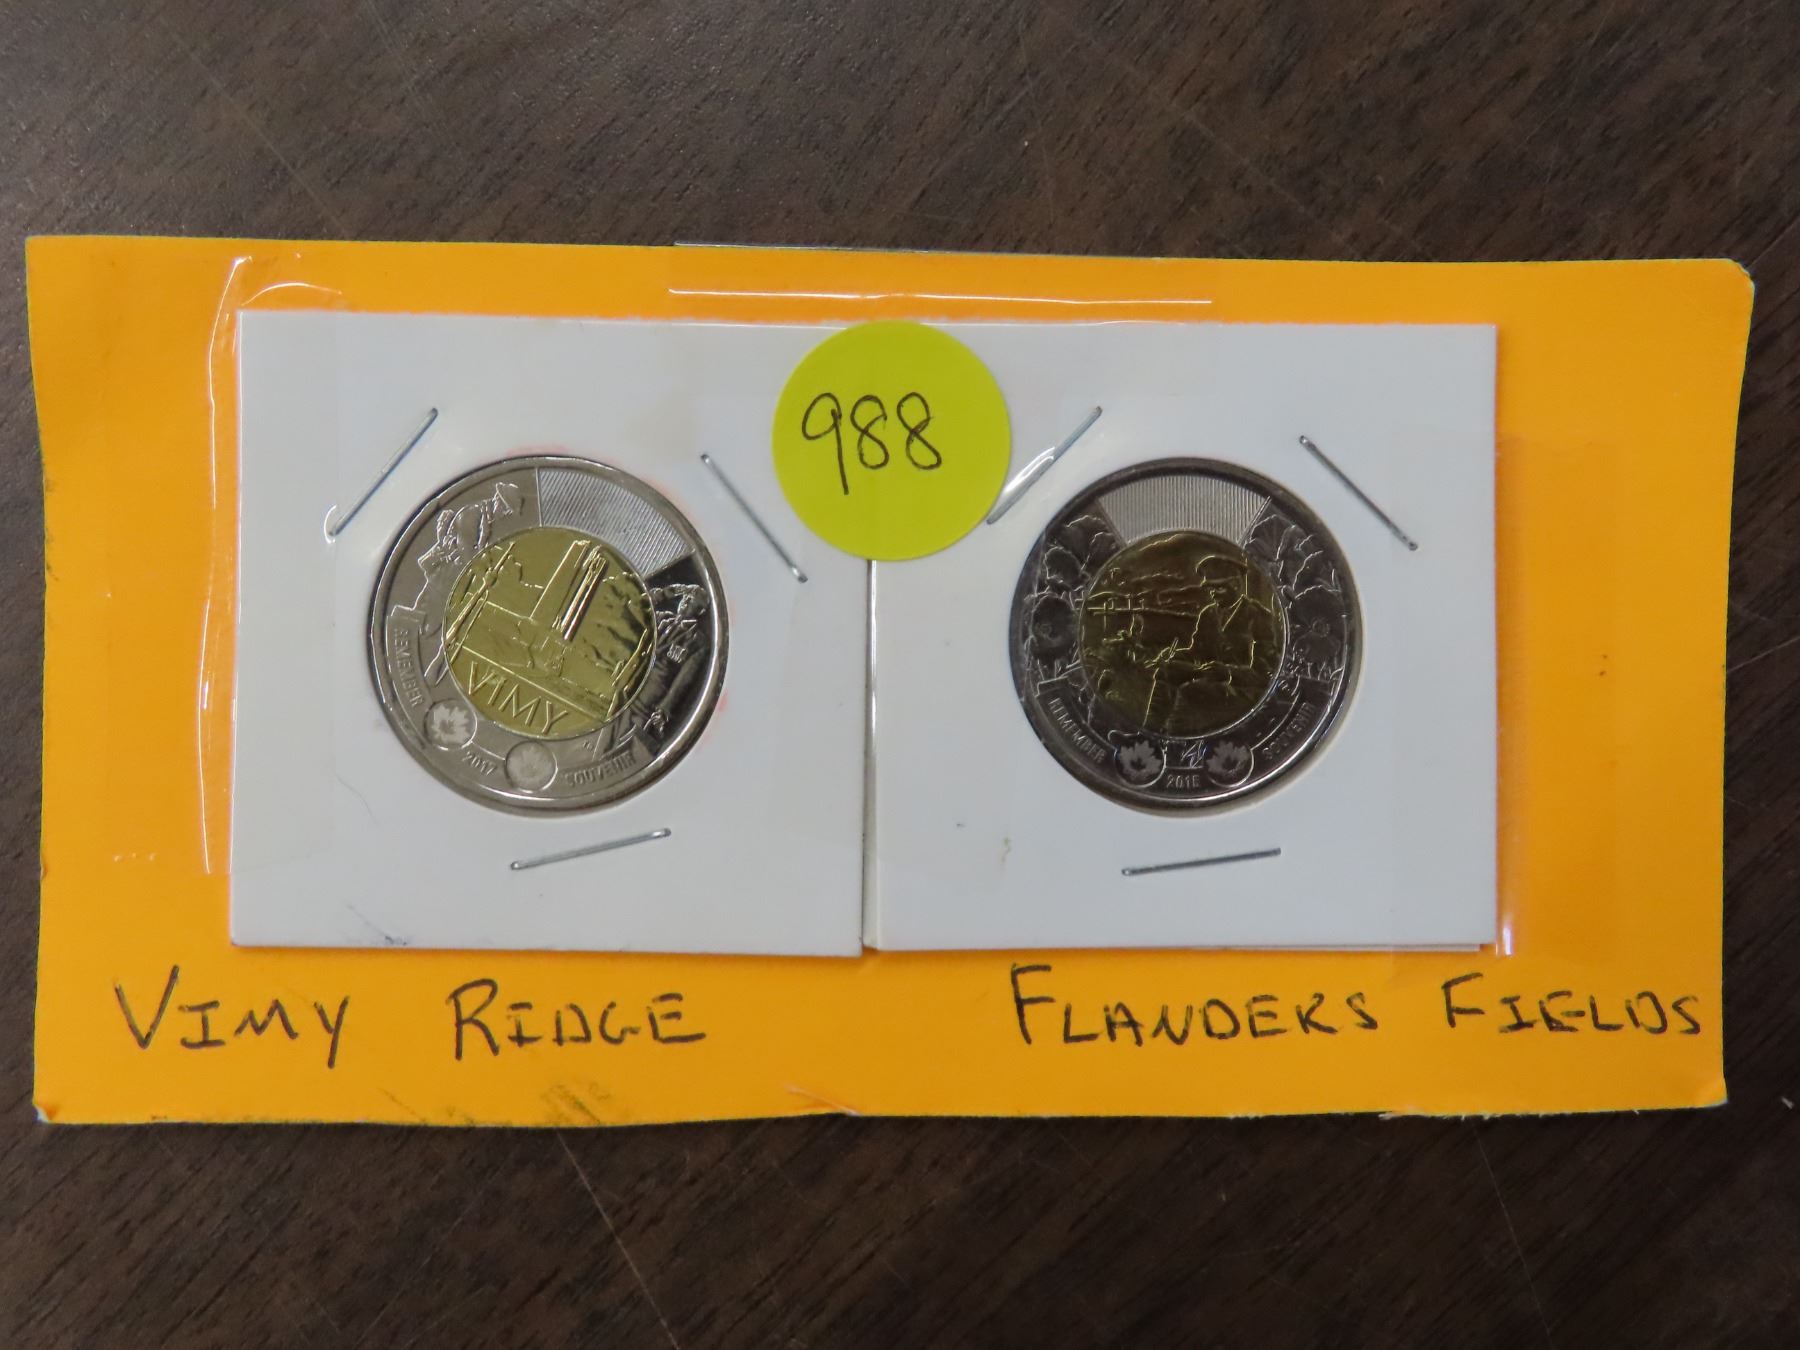 988
REMEMBER
VIMY
2017
SOUVENIR
REMEMBER
2015
SOUVENIR
VIMY RIDGE
FLANDERS FIELDS